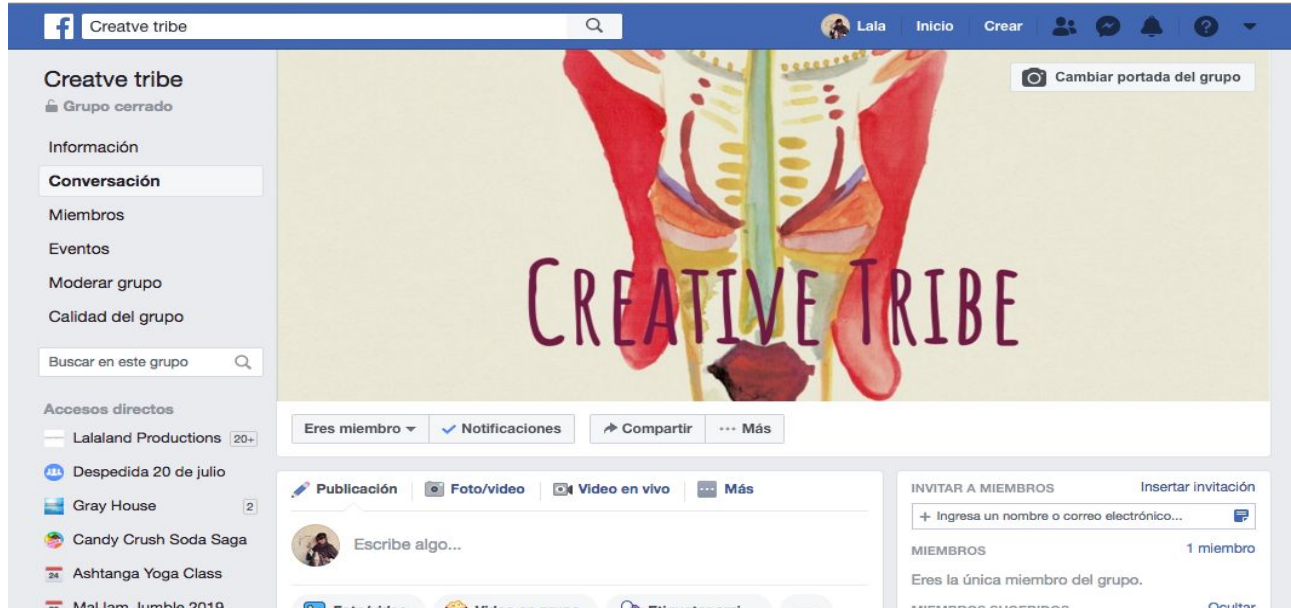 f Creatve tribe Lala Inicio Crear
Creatve tribe
Grupo cerrado
Información
Conversación
Miembros
Eventos
Moderar grupo
Calidad del grupo
Buscar en este grupo
Accesos directos
Lalaland Productions 20+
Despedida 20 de julio
Gray House 2
Candy Crush Soda Saga
24 Ashtanga Yoga Class
Cambiar portada del grupo
CREATIVE TRIBE
Eres miembro Notificaciones Compartir Más
Publicación Foto/video Video en vivo Más
Escribe algo...
INVITAR A MIEMBROS Insertar invitación
+ Ingresa un nombre o correo electrónico...
MIEMBROS 1 miembro
Eres la única miembro del grupo.